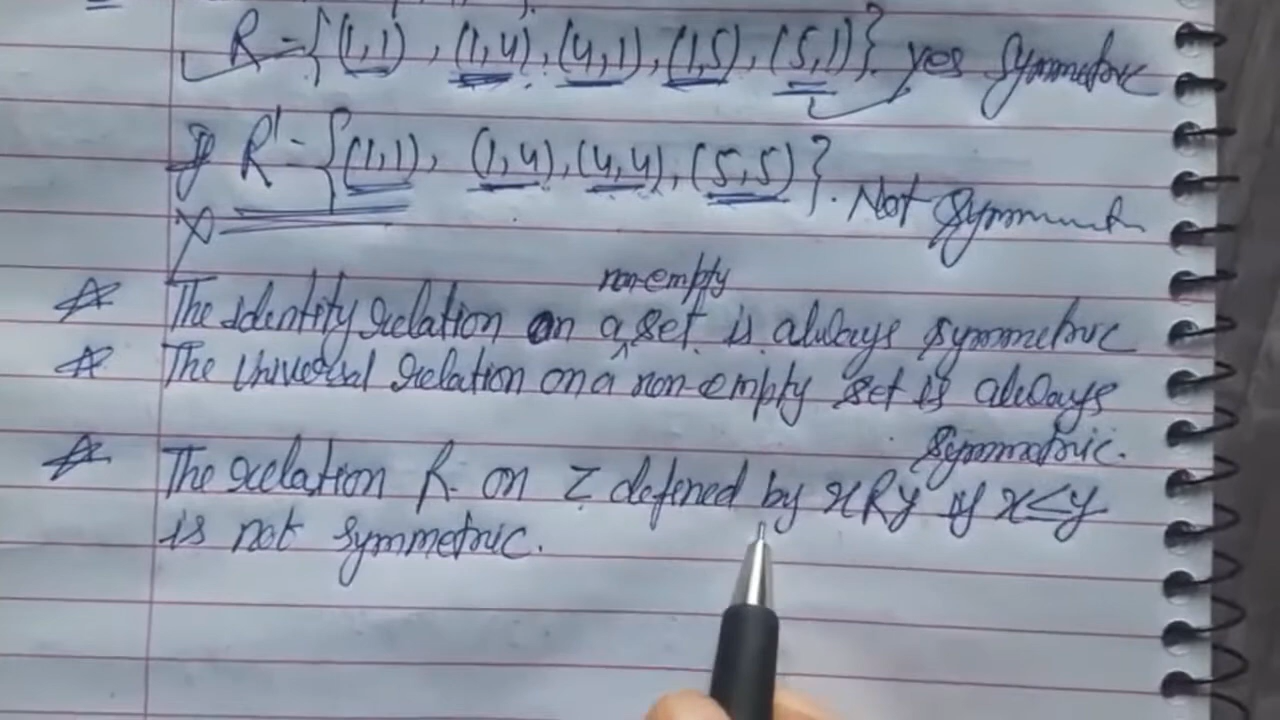 R = {(1,1), (1,4), (4,1), (1,5), (5,1)} yes Symmetric
If R' = {(1,1), (1,4), (4,4), (5,5)}. Not Symmetric
non-empty
The identity relation on a set is always symmetric
The universal relation on a non-empty set is always
symmetric.
The relation R on Z defined by xRy if x≤y
is not symmetric.